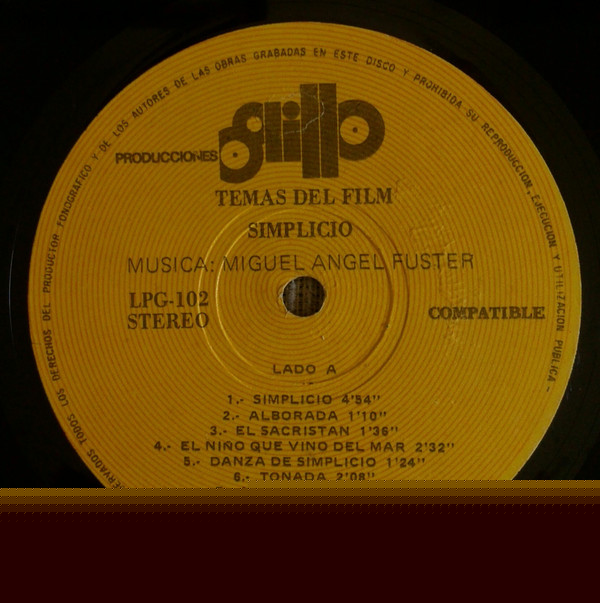 RESERVADOS TODOS LOS DERECHOS DEL PRODUCTOR FONOGRAFICO Y DE LOS AUTORES DE LAS OBRAS GRABADAS EN ESTE DISCO Y PROHIBIDA SU REPRODUCCION, EJECUCION Y UTILIZACION PUBLICA-
PRODUCCIONES Grillo
TEMAS DEL FILM
SIMPLICIO
MUSICA: MIGUEL ANGEL FUSTER
LPG-102
STEREO
COMPATIBLE
LADO A
1.- SIMPLICIO 4'54"
2.- ALBORADA 1'10"
3.- EL SACRISTAN 1'36"
4.- EL NIÑO QUE VINO DEL MAR 2'32"
5.- DANZA DE SIMPLICIO 1'24"
6.- TONADA 2'08"